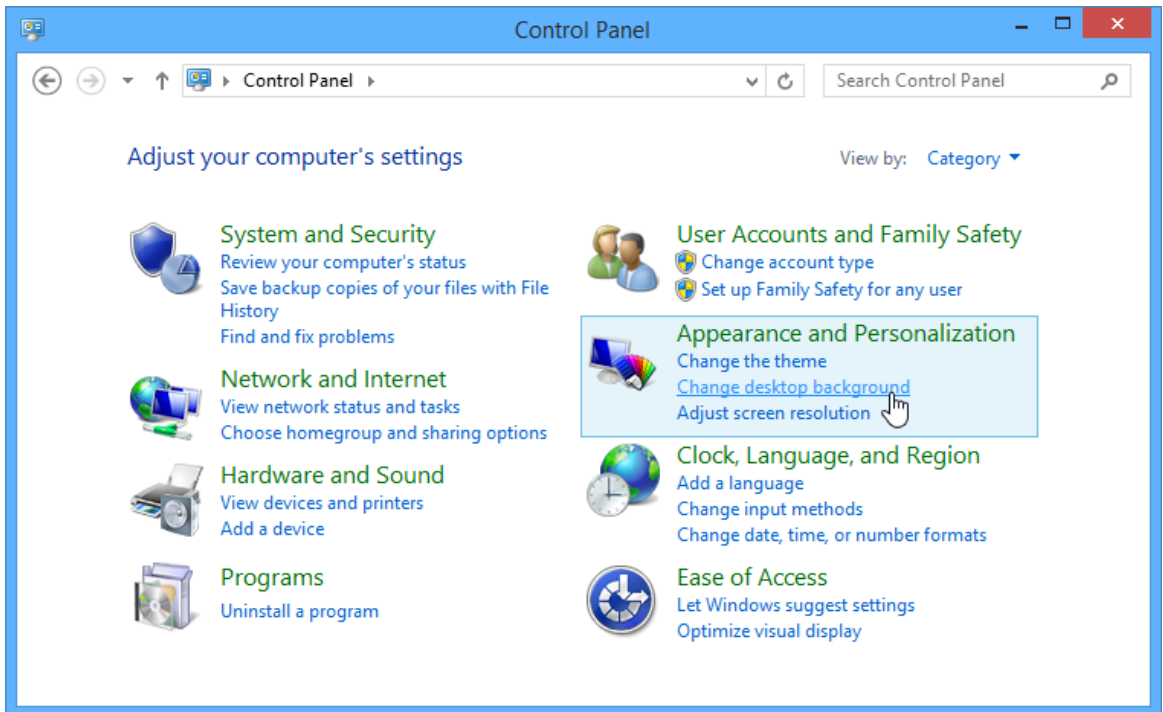 Control Panel
Control Panel
Search Control Panel
Adjust your computer's settings
View by: Category
System and Security
Review your computer's status
Save backup copies of your files with File
History
Find and fix problems
Network and Internet
View network status and tasks
Choose homegroup and sharing options
Hardware and Sound
View devices and printers
Add a device
Programs
Uninstall a program
User Accounts and Family Safety
Change account type
Set up Family Safety for any user
Appearance and Personalization
Change the theme
Change desktop background
Adjust screen resolution
Clock, Language, and Region
Add a language
Change input methods
Change date, time, or number formats
Ease of Access
Let Windows suggest settings
Optimize visual display